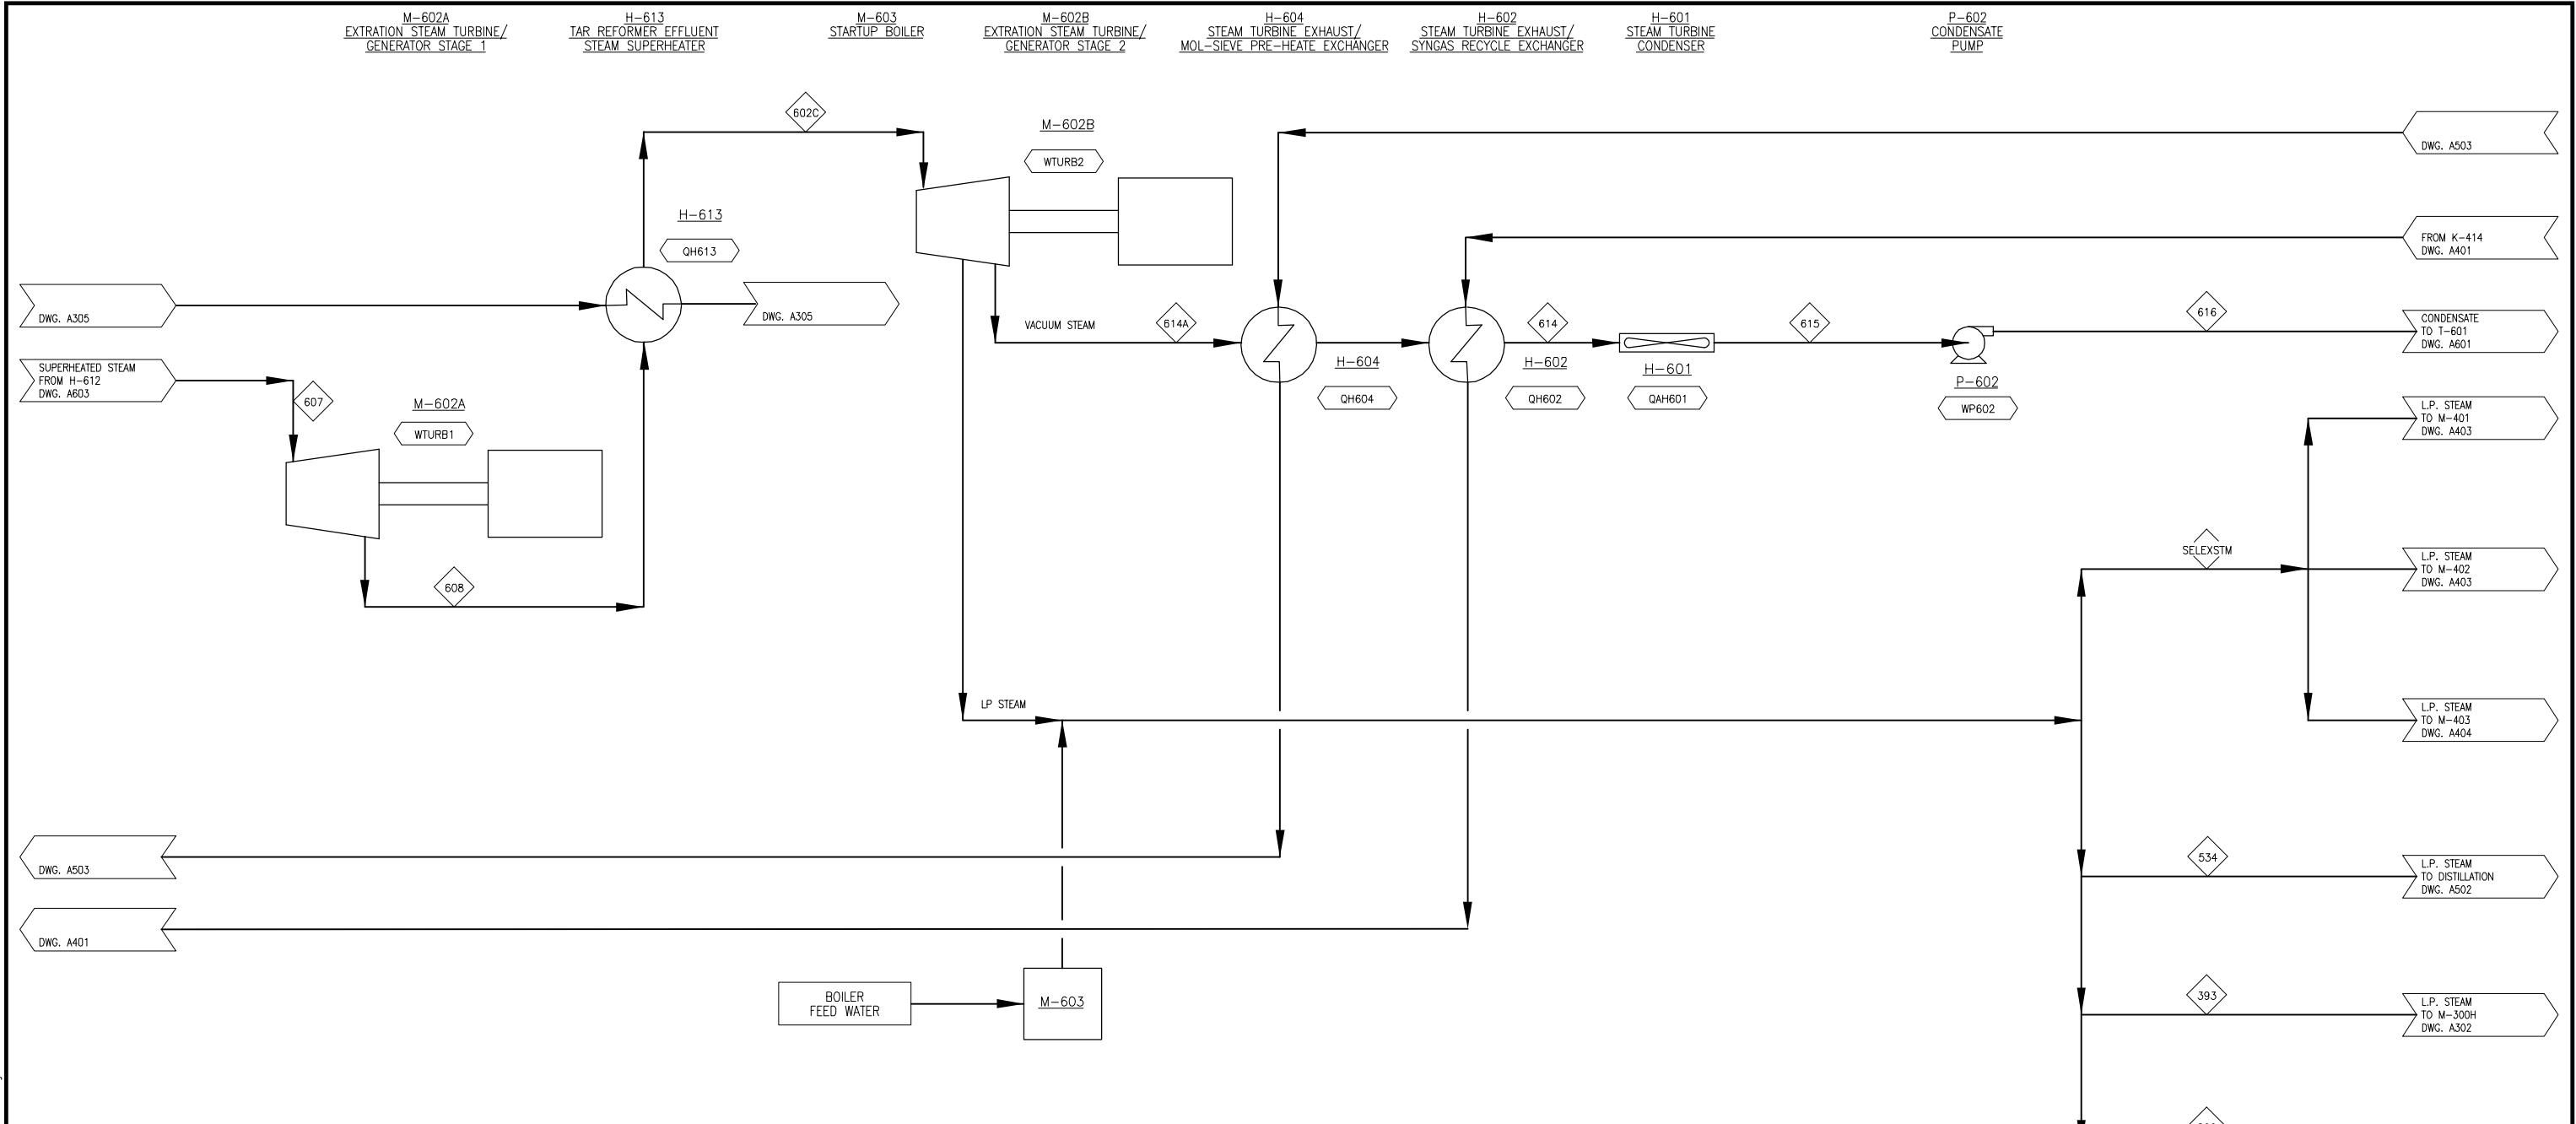 M-602A
EXTRATION STEAM TURBINE/
GENERATOR STAGE 1
H-613
TAR REFORMER EFFLUENT
STEAM SUPERHEATER
M-603
STARTUP BOILER
M-602B
EXTRATION STEAM TURBINE/
GENERATOR STAGE 2
H-604
STEAM TURBINE EXHAUST/
MOL-SIEVE PRE-HEATE EXCHANGER
H-602
STEAM TURBINE EXHAUST/
SYNGAS RECYCLE EXCHANGER
H-601
STEAM TURBINE
CONDENSER
P-602
CONDENSATE
PUMP
602C
M-602B
WTURB2
DWG. A503
H-613
QH613
FROM K-414
DWG. A401
DWG. A305
DWG. A305
VACUUM STEAM
614A
614
615
616
CONDENSATE
TO T-601
DWG. A601
SUPERHEATED STEAM
FROM H-612
DWG. A603
607
H-604
QH604
H-602
QH602
H-601
QAH601
P-602
WP602
M-602A
WTURB1
L.P. STEAM
TO M-401
DWG. A403
608
SELEXSTM
L.P. STEAM
TO M-402
DWG. A403
LP STEAM
L.P. STEAM
TO M-403
DWG. A404
DWG. A503
534
L.P. STEAM
TO DISTILLATION
DWG. A502
DWG. A401
BOILER
FEED WATER
M-603
393
L.P. STEAM
TO M-300H
DWG. A302